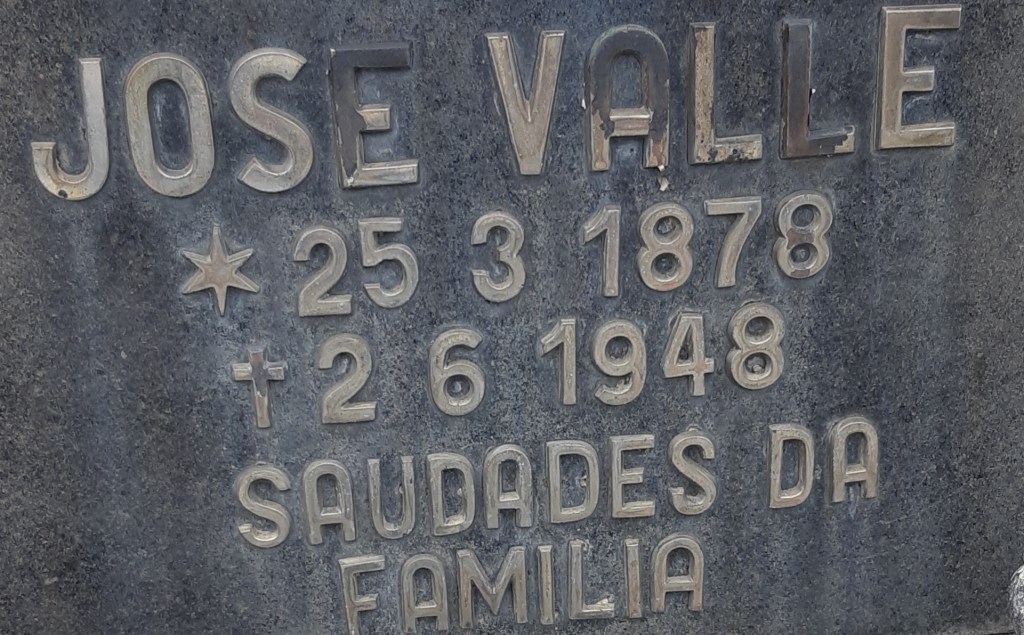 JOSE VALLE
* 25 3 1878
✝ 2 6 1948
SAUDADES DA
FAMILIA